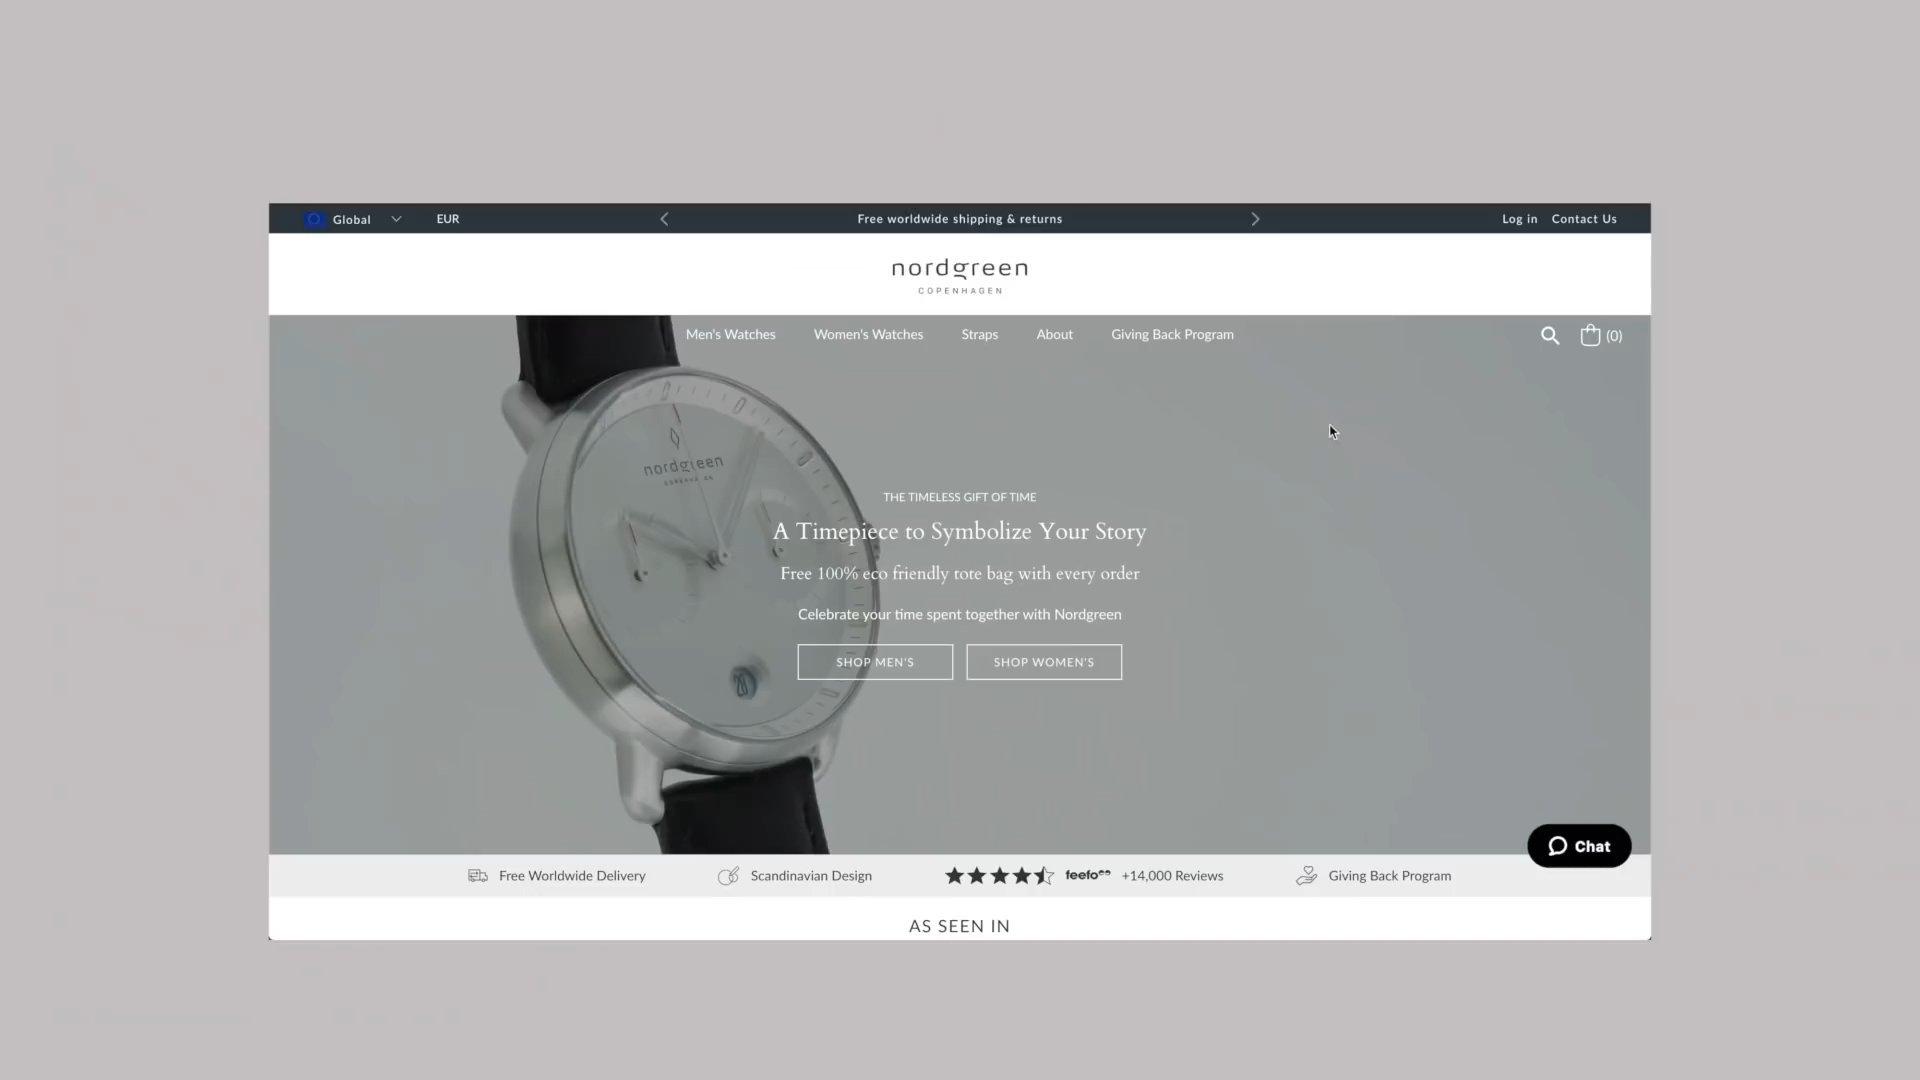 Global EUR Free worldwide shipping & returns Log in Contact Us
nordgreen
COPENHAGEN
Men's Watches Women's Watches Straps About Giving Back Program (0)
nordgreen
THE TIMELESS GIFT OF TIME
A Timepiece to Symbolize Your Story
Free 100% eco friendly tote bag with every order
Celebrate your time spent together with Nordgreen
SHOP MEN'S SHOP WOMEN'S
Chat
Free Worldwide Delivery Scandinavian Design feefo +14,000 Reviews Giving Back Program
AS SEEN IN